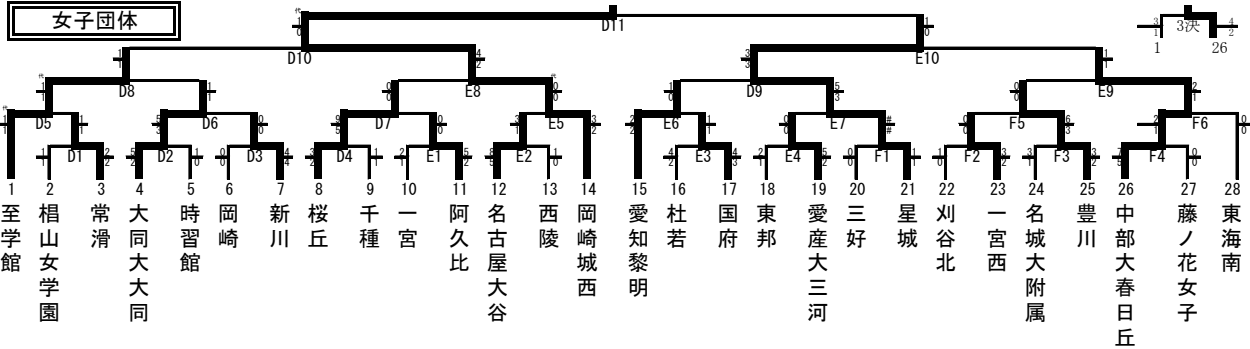 女子団体
D11
3決
1
26
D10
E10
D8
E8
D9
E9
D5
D6
D7
E5
E6
E7
F5
F6
D1
D2
D3
D4
E1
E2
E3
E4
F1
F2
F3
F4
1 至学館
2 椙山女学園
3 常滑
4 大同大大同
5 時習館
6 岡崎
7 新川
8 桜丘
9 千種
10 一宮
11 阿久比
12 名古屋大谷
13 西陵
14 岡崎城西
15 愛知黎明
16 杜若
17 国府
18 東邦
19 愛産大三河
20 三好
21 星城
22 刈谷北
23 一宮西
24 名城大附属
25 豊川
26 中部大春日丘
27 藤ノ花女子
28 東海南